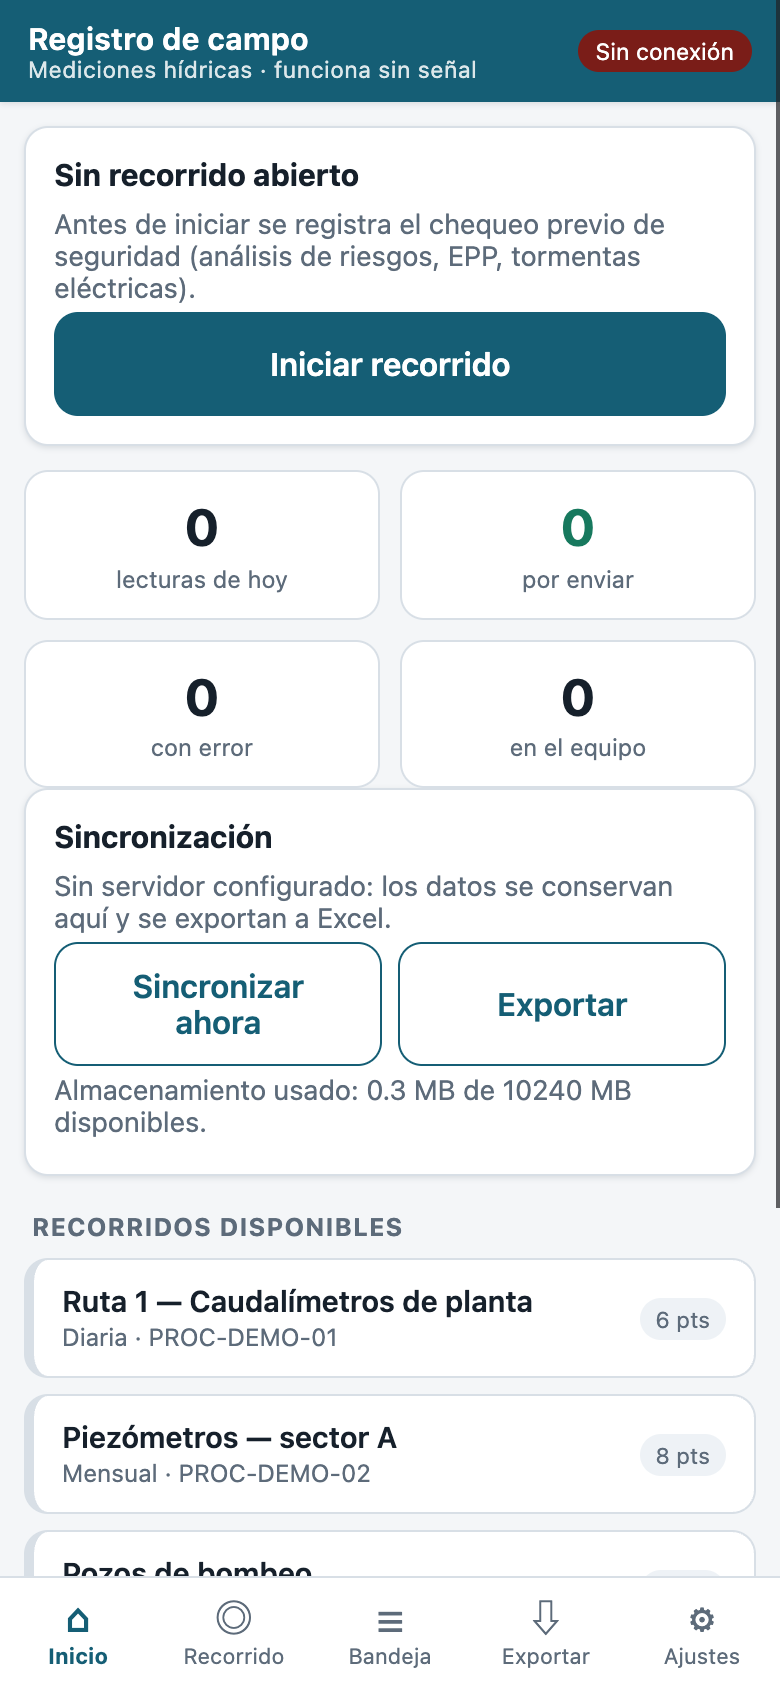 Registro de campo
Mediciones hídricas · funciona sin señal
Sin conexión
Sin recorrido abierto
Antes de iniciar se registra el chequeo previo de
seguridad (análisis de riesgos, EPP, tormentas
eléctricas).
Iniciar recorrido
0
lecturas de hoy
0
por enviar
0
con error
0
en el equipo
Sincronización
Sin servidor configurado: los datos se conservan
aquí y se exportan a Excel.
Sincronizar
ahora
Exportar
Almacenamiento usado: 0.3 MB de 10240 MB
disponibles.
RECORRIDOS DISPONIBLES
Ruta 1 — Caudalímetros de planta
Diaria · PROC-DEMO-01
6 pts
Piezómetros — sector A
Mensual · PROC-DEMO-02
8 pts
Pozos de bombeo
Inicio
Recorrido
Bandeja
Exportar
Ajustes